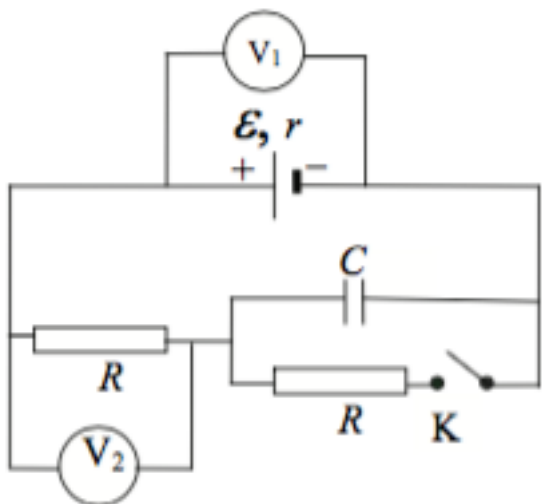 V₁
ε, r
+ −
C
R
R K
V₂